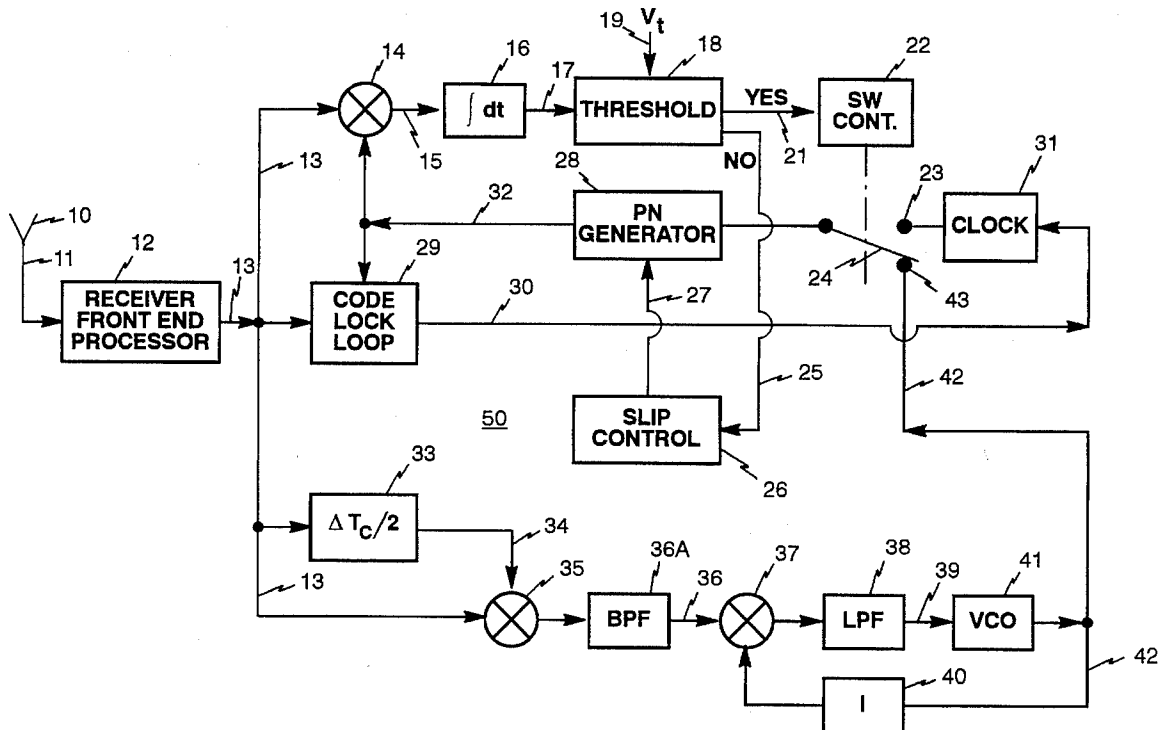 V_t
19
18
22
14
16
17
∫ dt
THRESHOLD
YES
SW
CONT.
15
21
13
NO
28
31
23
10
32
PN
GENERATOR
CLOCK
11
12
13
29
24
43
RECEIVER
FRONT END
PROCESSOR
CODE
LOCK
LOOP
30
27
25
42
50
SLIP
CONTROL
26
33
Δ T_C/2
34
13
35
36A
36
37
38
39
41
BPF
LPF
VCO
42
40
I